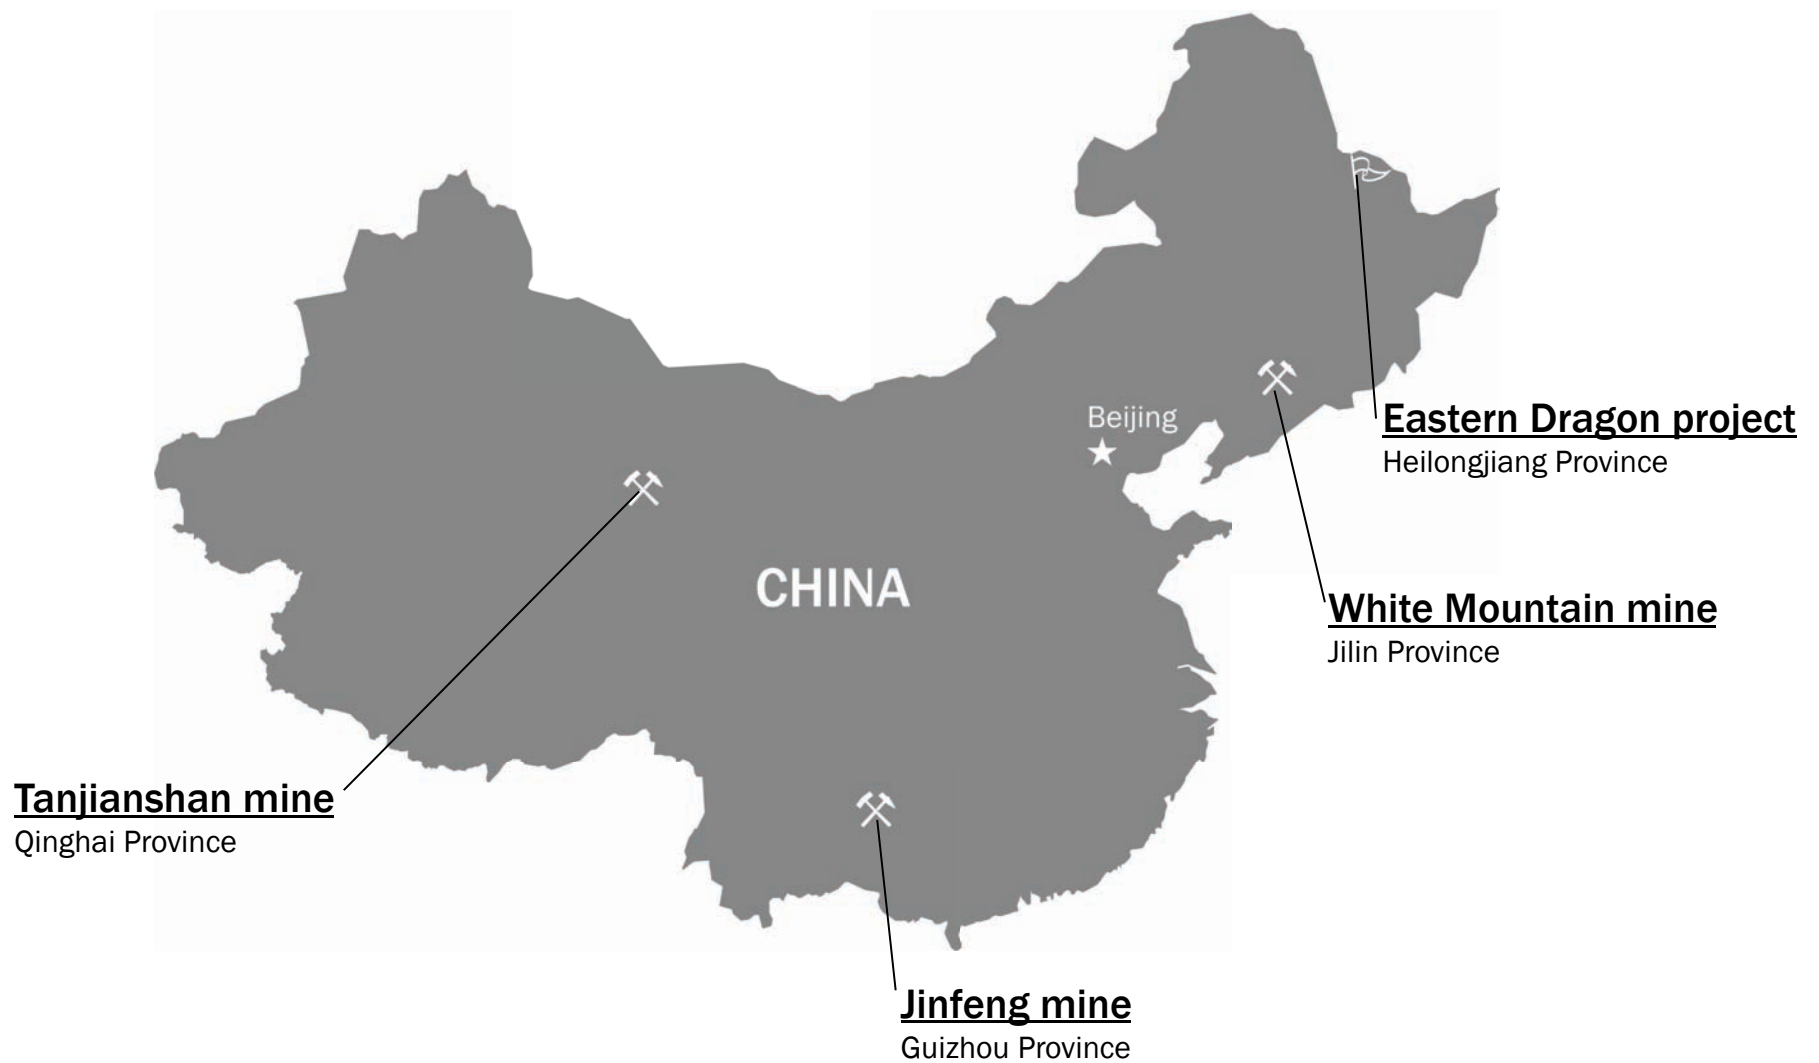 Beijing
Eastern Dragon project
Heilongjiang Province
CHINA
White Mountain mine
Jilin Province
Tanjianshan mine
Qinghai Province
Jinfeng mine
Guizhou Province